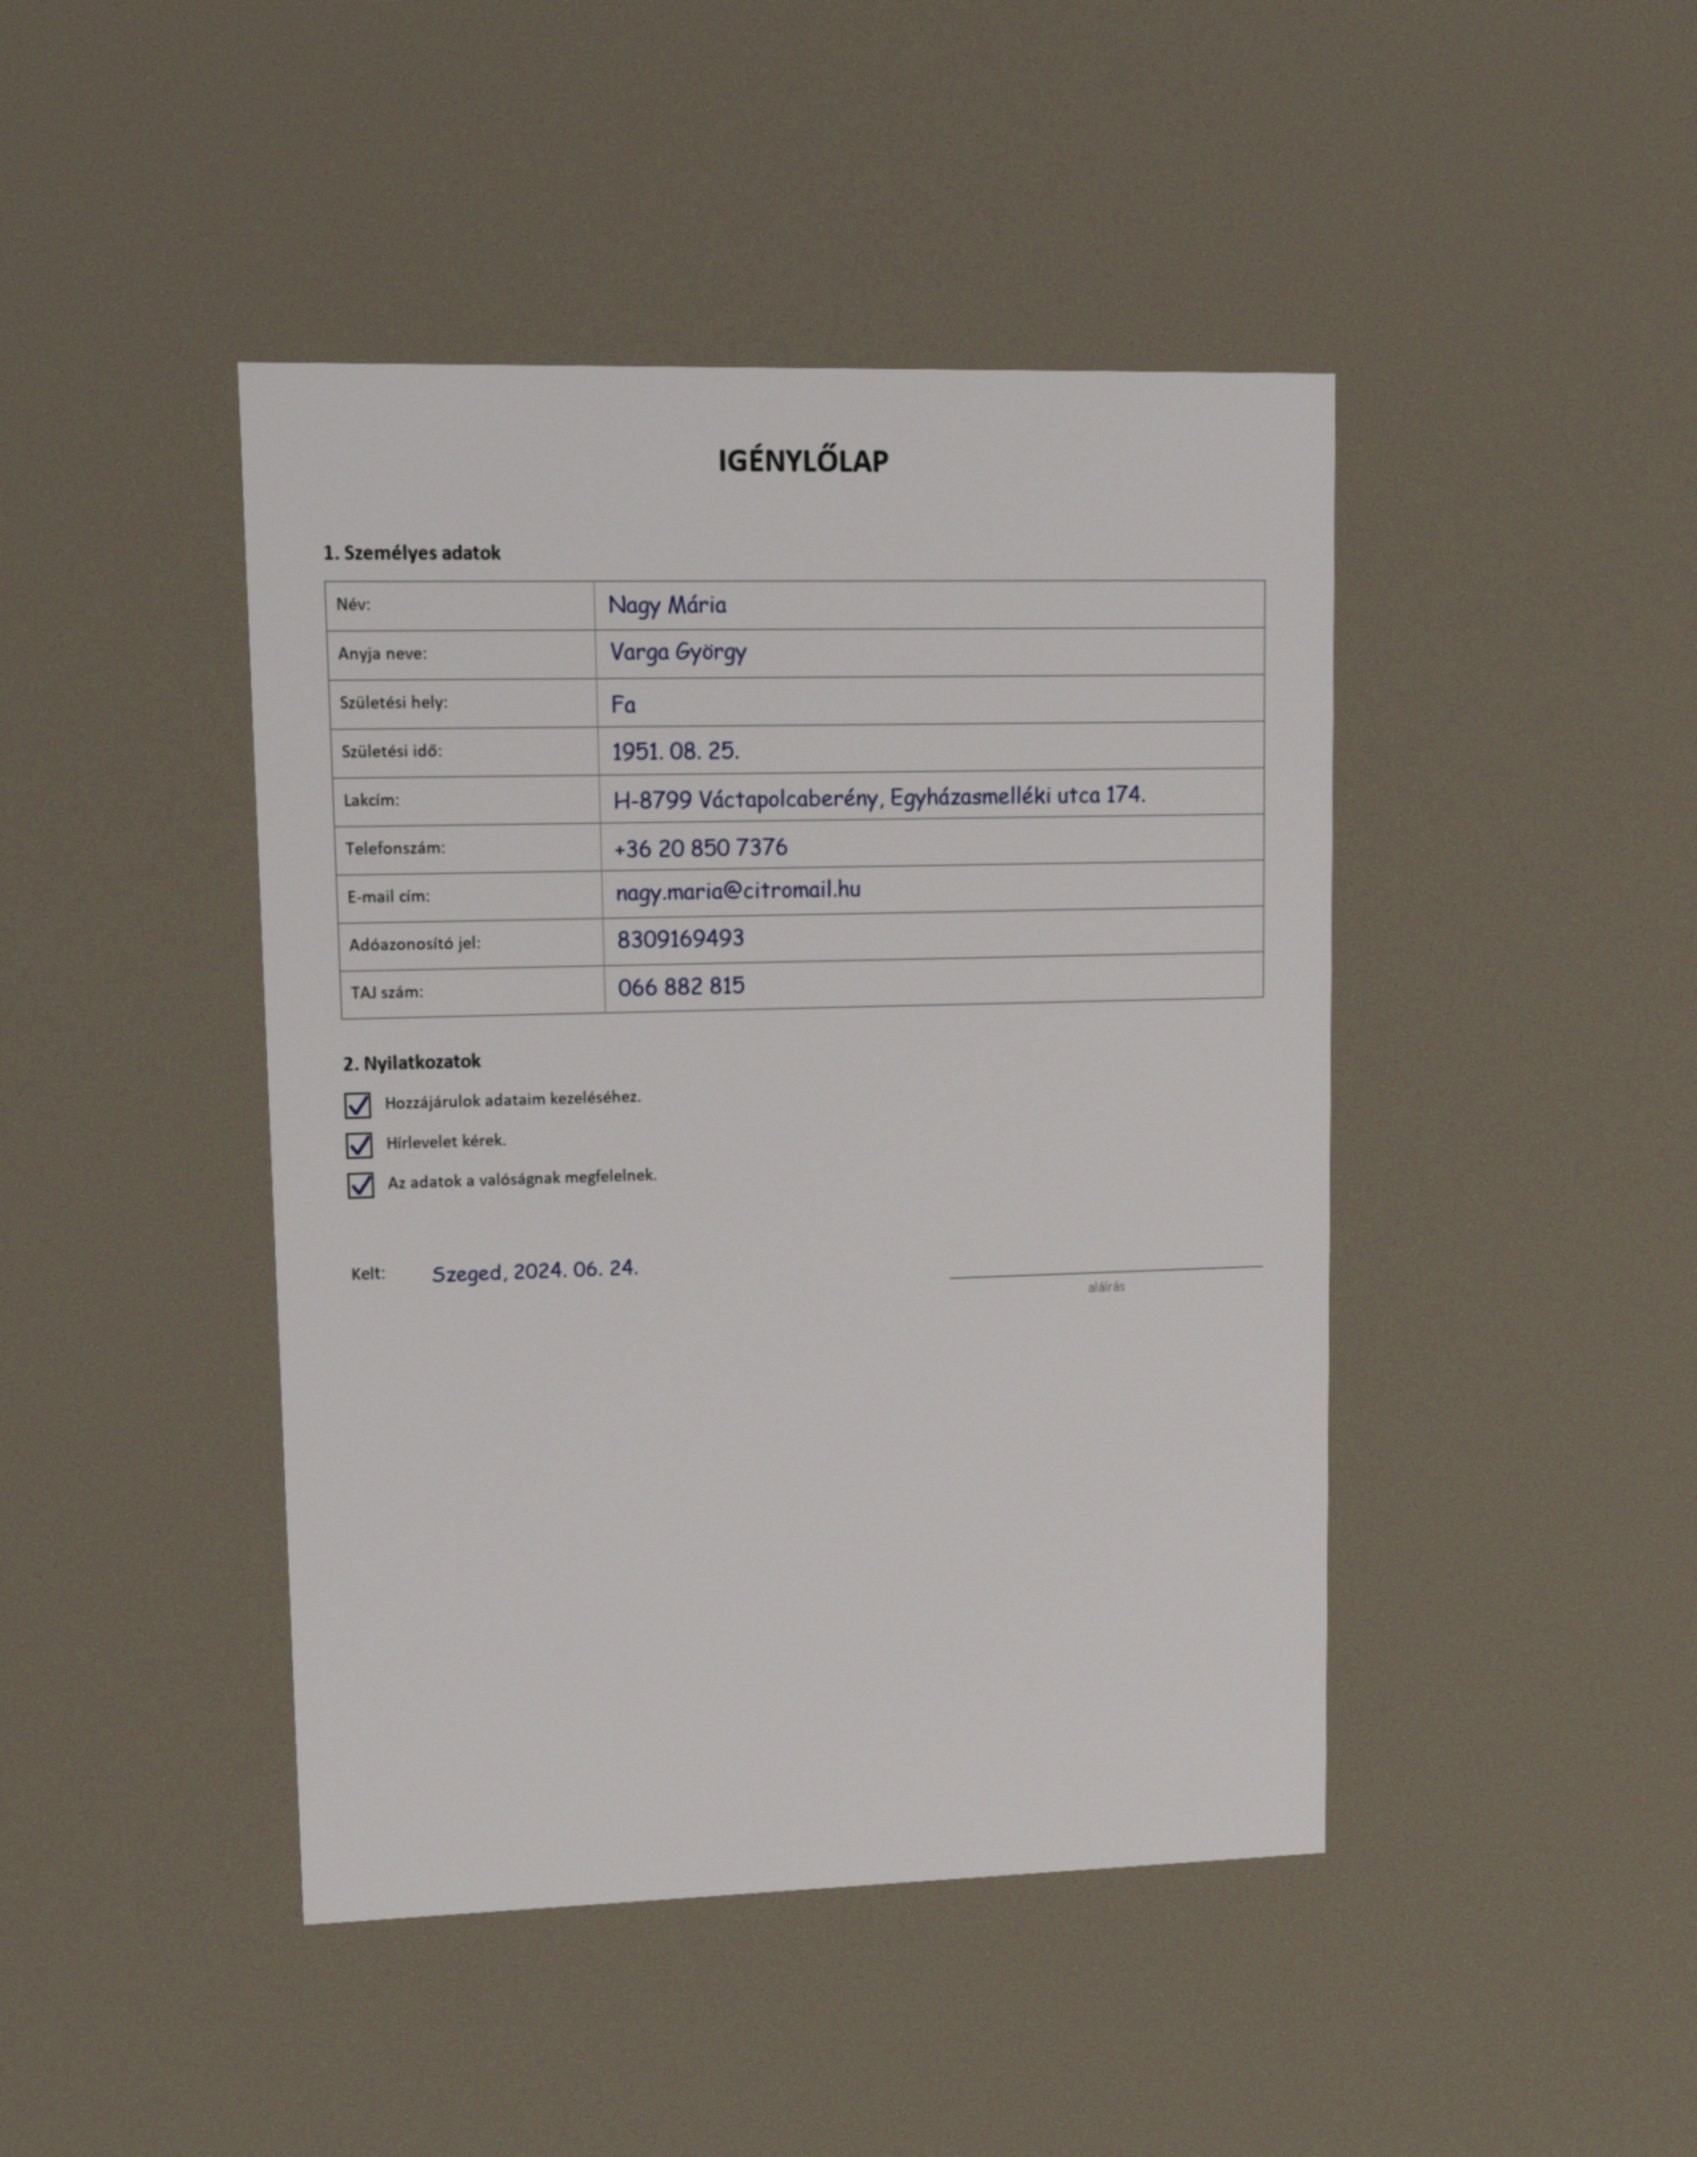 IGÉNYLŐLAP
1. Személyes adatok
Név: Nagy Mária
Anyja neve: Varga György
Születési hely: Fa
Születési idő: 1951. 08. 25.
Lakcím: H-8799 Váctapolcaberény, Egyházasmelléki utca 174.
Telefonszám: +36 20 850 7376
E-mail cím: nagy.maria@citromail.hu
Adóazonosító jel: 8309169493
TAJ szám: 066 882 815
2. Nyilatkozatok
Hozzájárulok adataim kezeléséhez.
Hírlevelet kérek.
Az adatok a valóságnak megfelelnek.
Kelt: Szeged, 2024. 06. 24.
aláírás